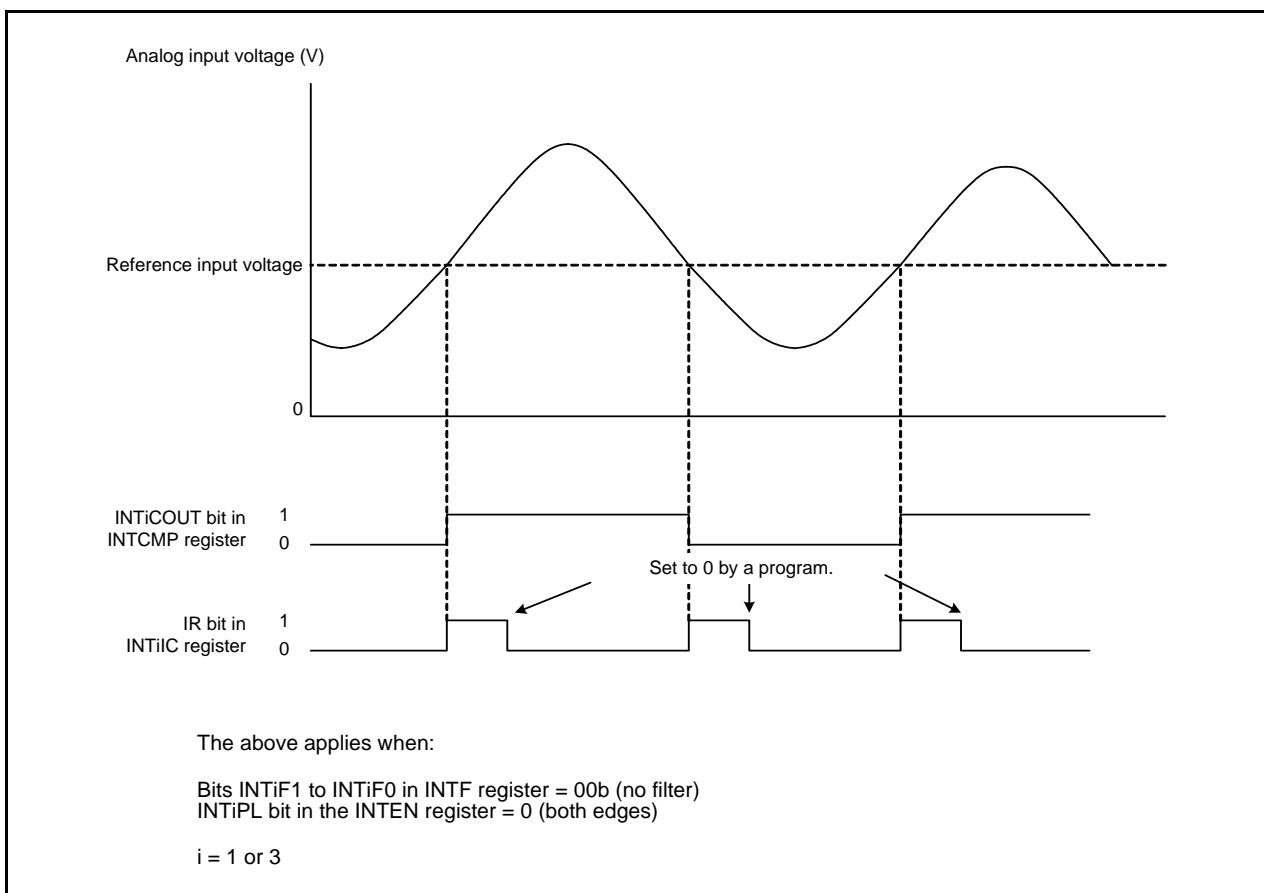 Analog input voltage (V)
Reference input voltage
0
INTiCOUT bit in
INTCMP register
1
0
Set to 0 by a program.
IR bit in
INTiIC register
1
0
The above applies when:
Bits INTiF1 to INTiF0 in INTF register = 00b (no filter)
INTiPL bit in the INTEN register = 0 (both edges)
i = 1 or 3